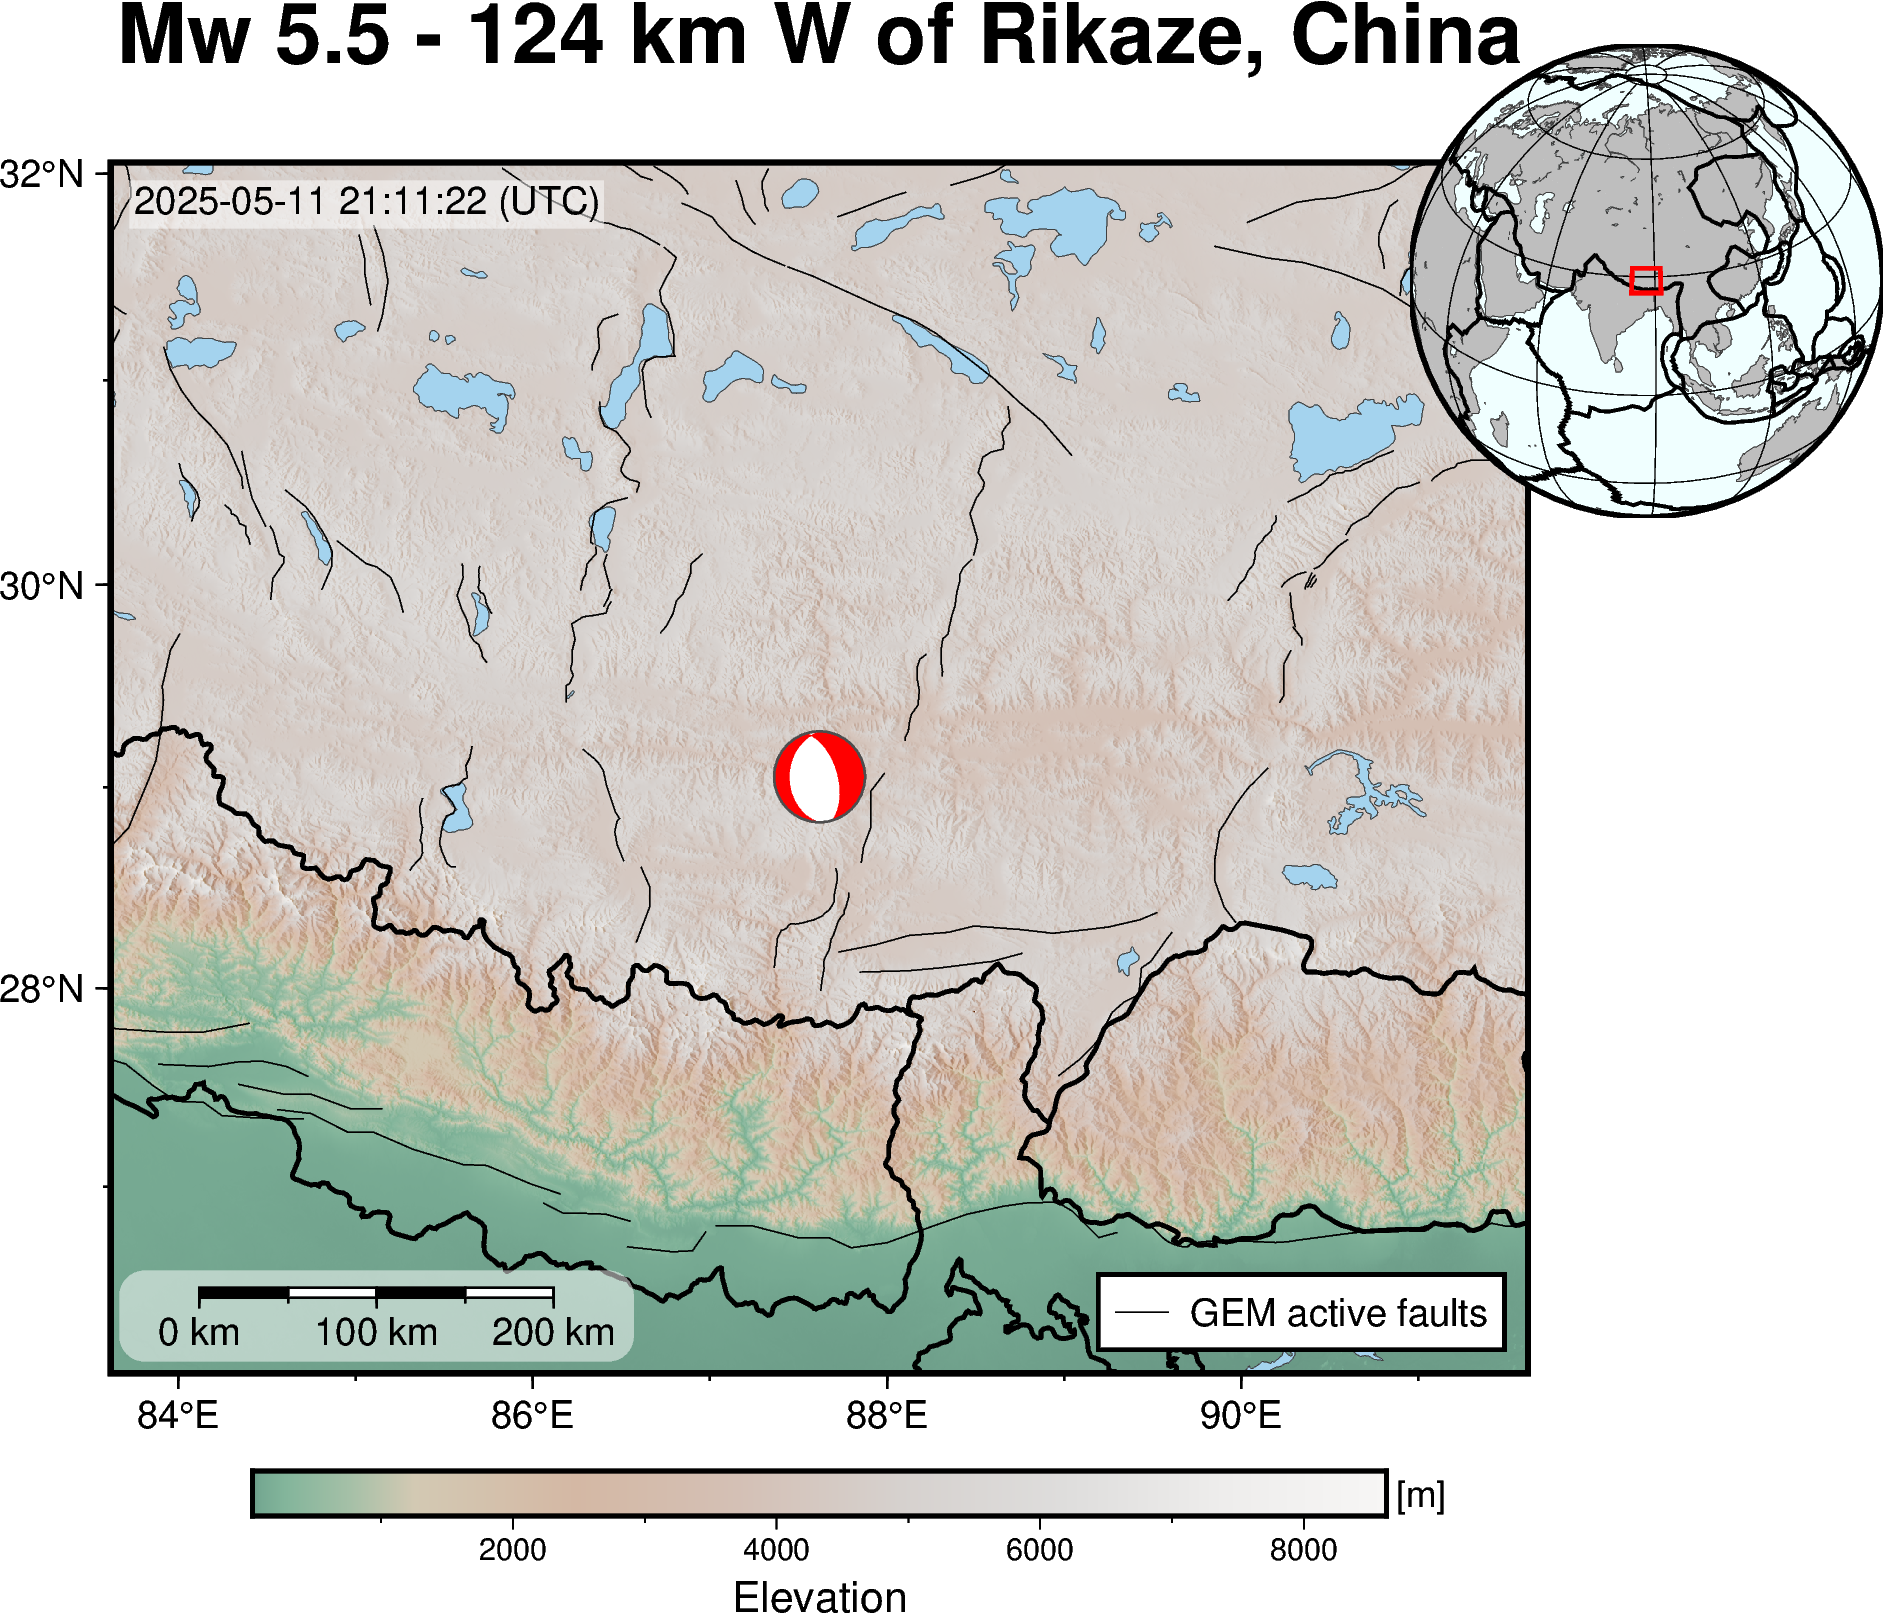 Mw 5.5 - 124 km W of Rikaze, China
32°N
2025-05-11 21:11:22 (UTC)
30°N
28°N
0 km 100 km 200 km
GEM active faults
84°E 86°E 88°E 90°E
[m]
2000 4000 6000 8000
Elevation